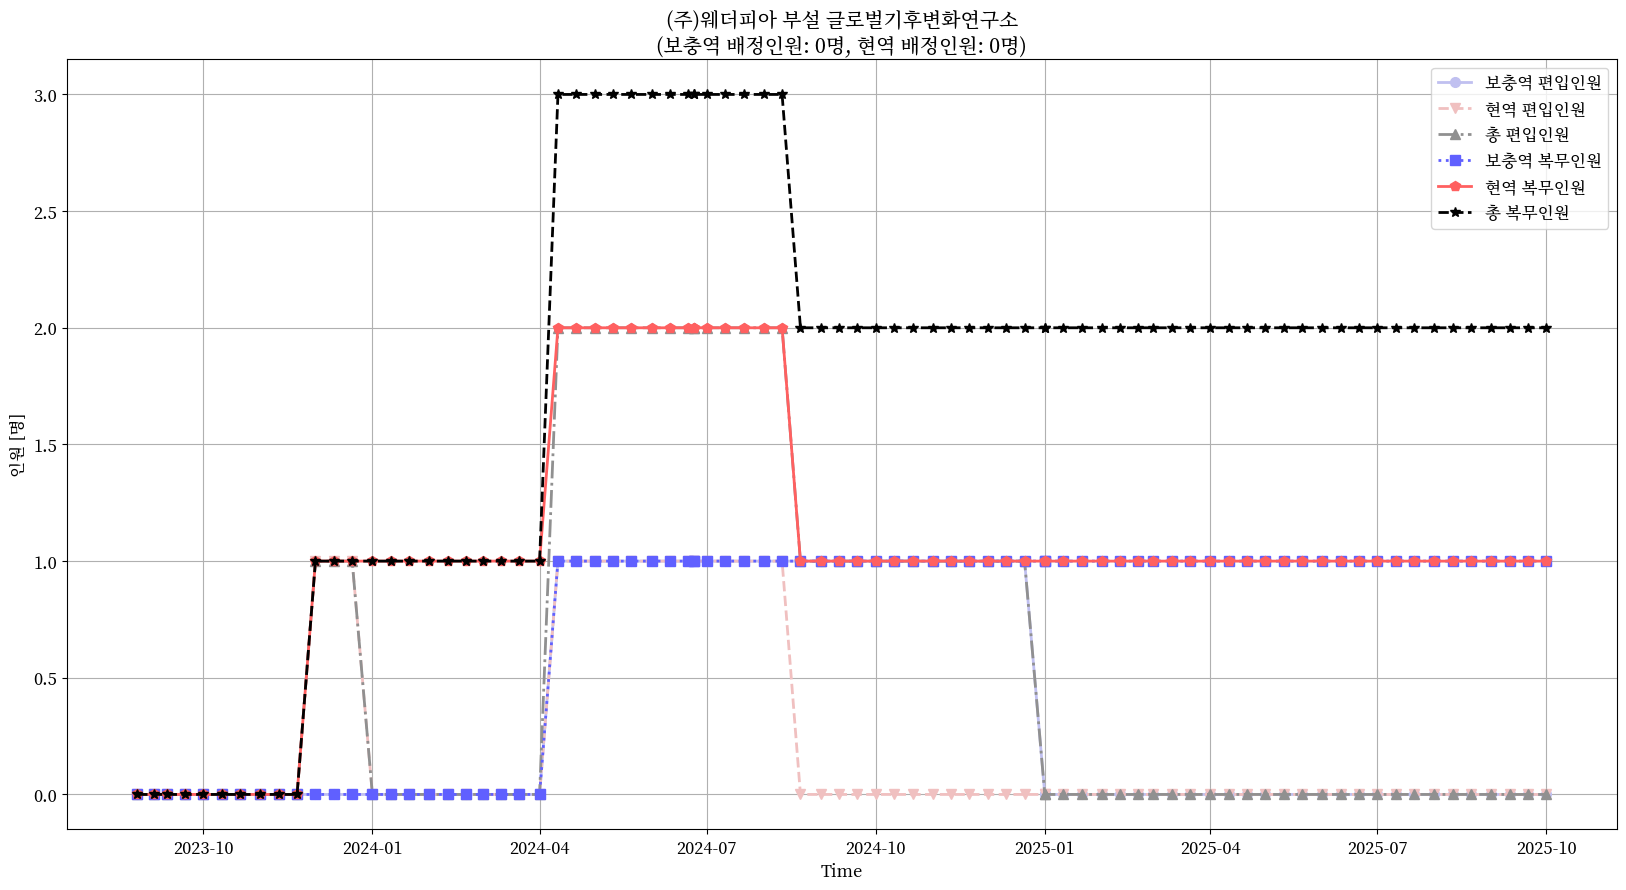 (주)웨더피아 부설 글로벌기후변화연구소
(보충역 배정인원: 0명, 현역 배정인원: 0명)
보충역 편입인원
현역 편입인원
총 편입인원
보충역 복무인원
현역 복무인원
총 복무인원
인원 [명]
3.0
2.5
2.0
1.5
1.0
0.5
0.0
2023-10
2024-01
2024-04
2024-07
2024-10
2025-01
2025-04
2025-07
2025-10
Time